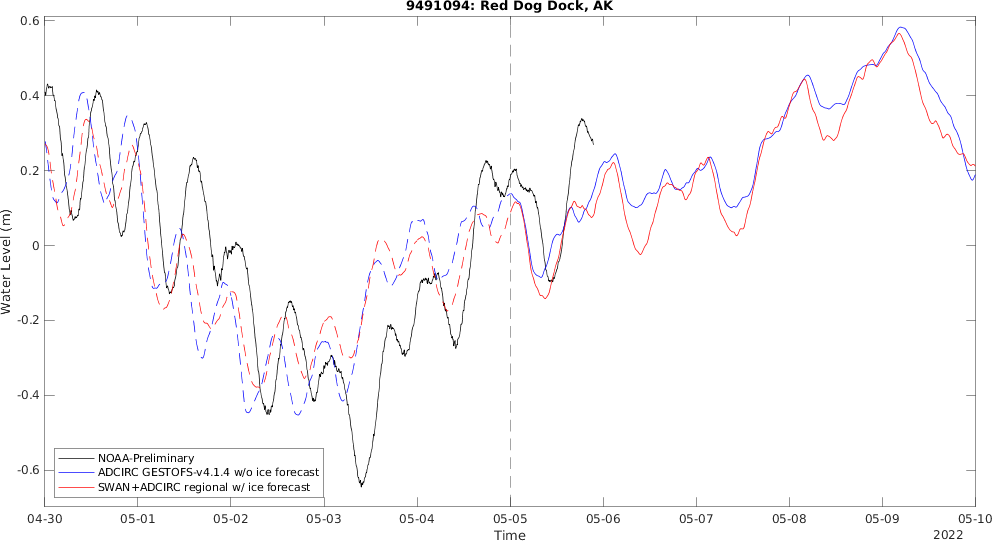 9491094: Red Dog Dock, AK
0.6
0.4
0.2
0
-0.2
-0.4
-0.6
Water Level (m)
NOAA-Preliminary
ADCIRC GESTOFS-v4.1.4 w/o ice forecast
SWAN+ADCIRC regional w/ ice forecast
04-30 05-01 05-02 05-03 05-04 05-05 05-06 05-07 05-08 05-09 05-10
Time
2022